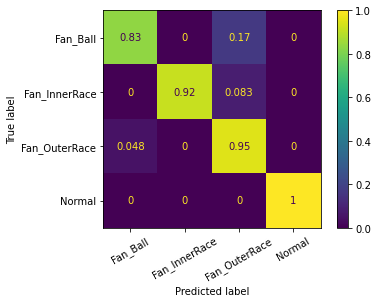 Fan_Ball 0.83 0 0.17 0
Fan_InnerRace 0 0.92 0.083 0
Fan_OuterRace 0.048 0 0.95 0
Normal 0 0 0 1
Fan_Ball Fan_InnerRace Fan_OuterRace Normal
Predicted label
True label
1.0
0.8
0.6
0.4
0.2
0.0